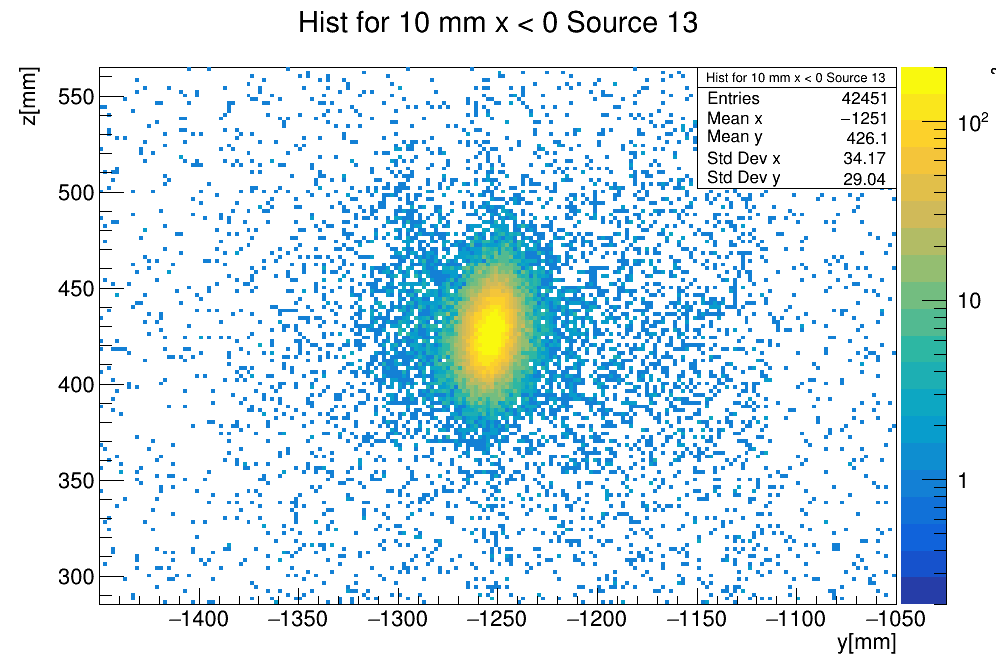 Hist for 10 mm x < 0 Source 13
z[mm]
Hist for 10 mm x < 0 Source 13
Entries 42451
Mean x −1251
Mean y 426.1
Std Dev x 34.17
Std Dev y 29.04
550
500
450
400
350
300
10²
10
1
−1400 −1350 −1300 −1250 −1200 −1150 −1100 −1050
y[mm]